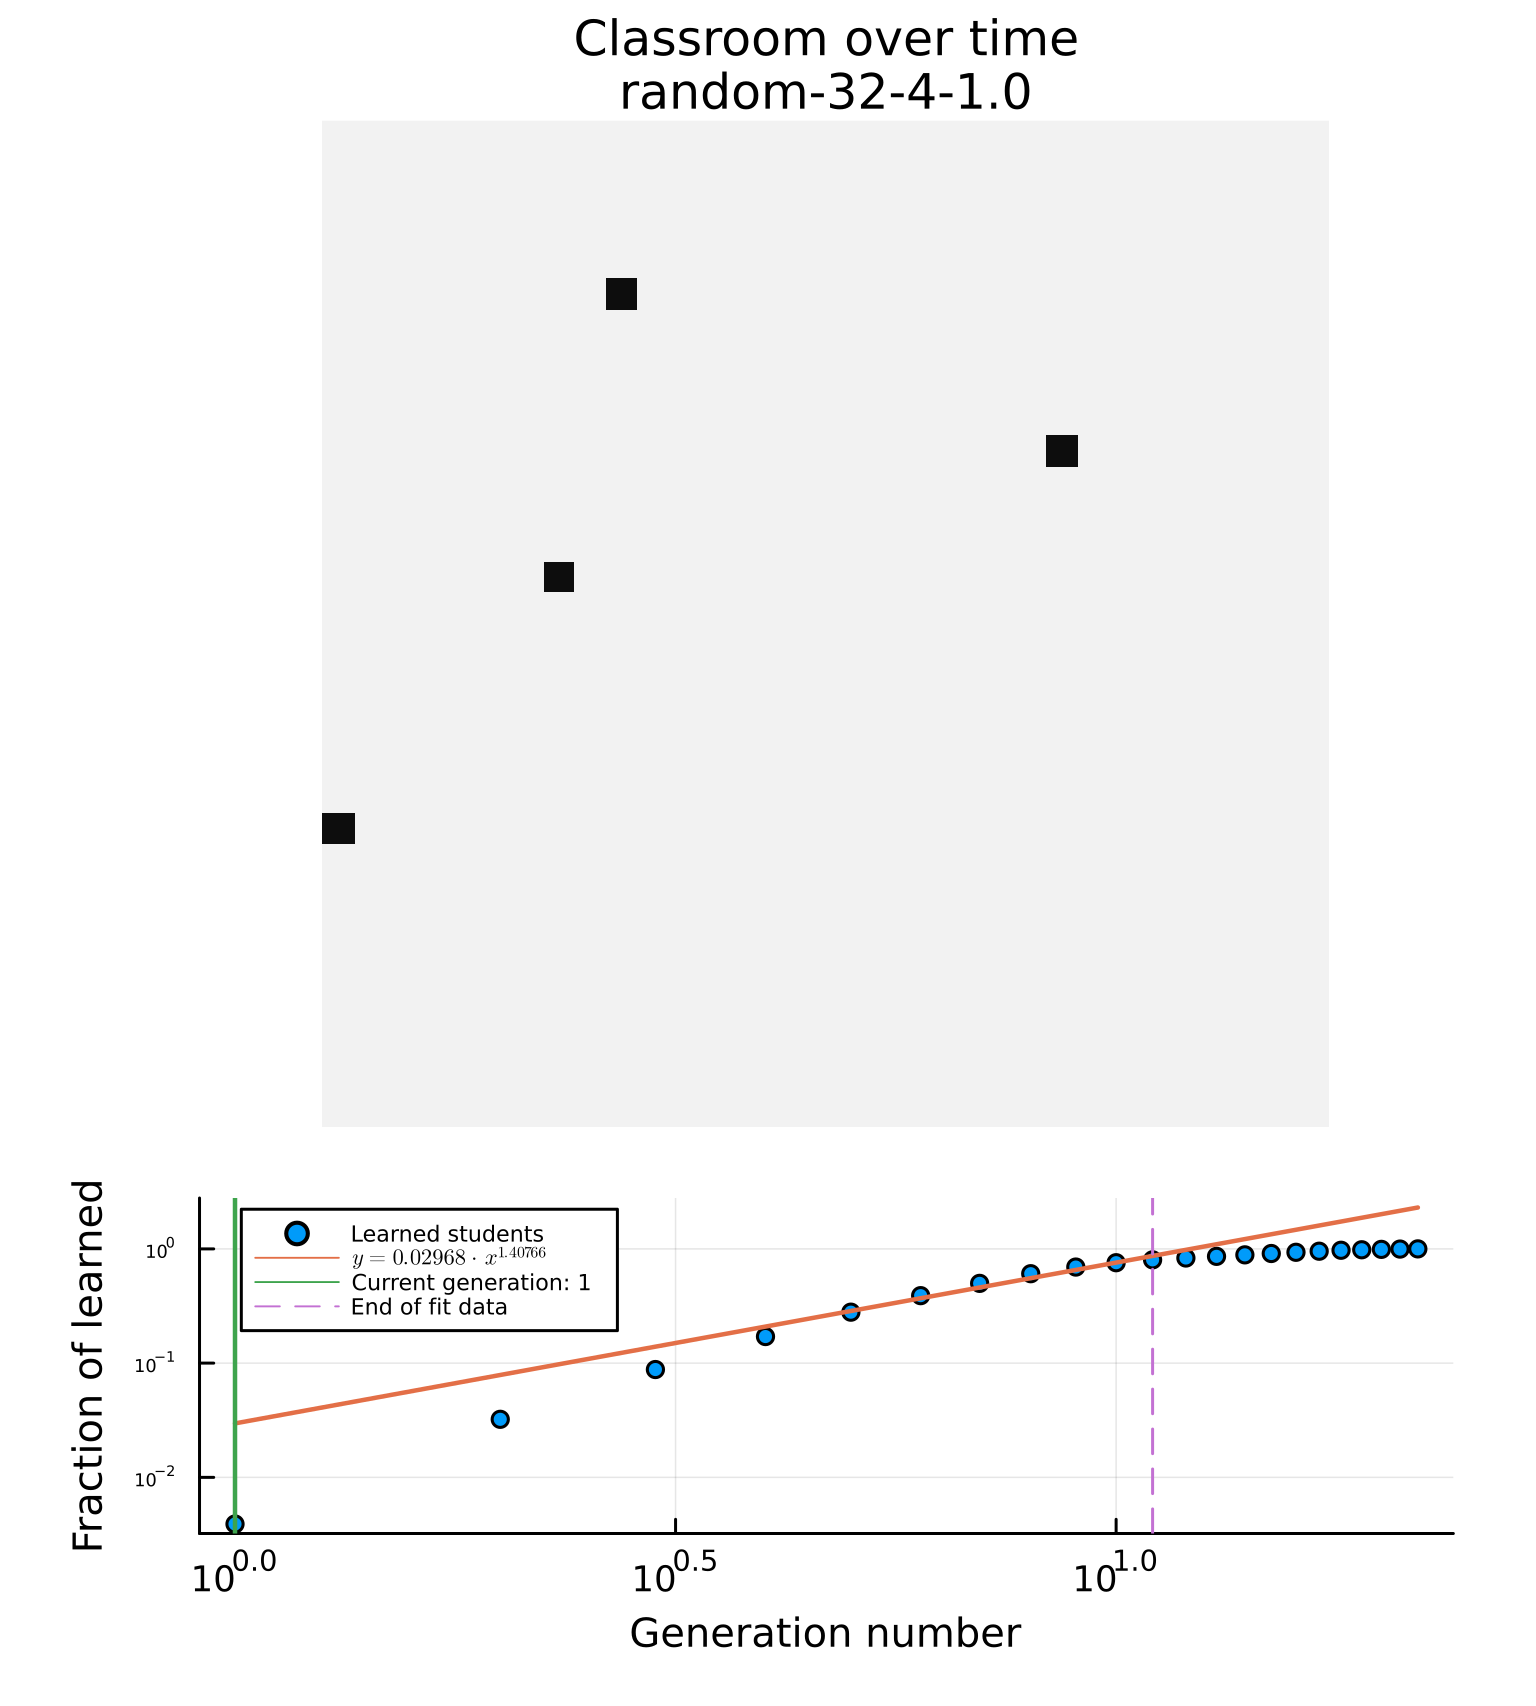 Classroom over time
random-32-4-1.0
Fraction of learned
10^0
10^−1
10^−2
Learned students
y = 0.02968 · x^1.40766
Current generation: 1
End of fit data
10^0.0
10^0.5
10^1.0
Generation number